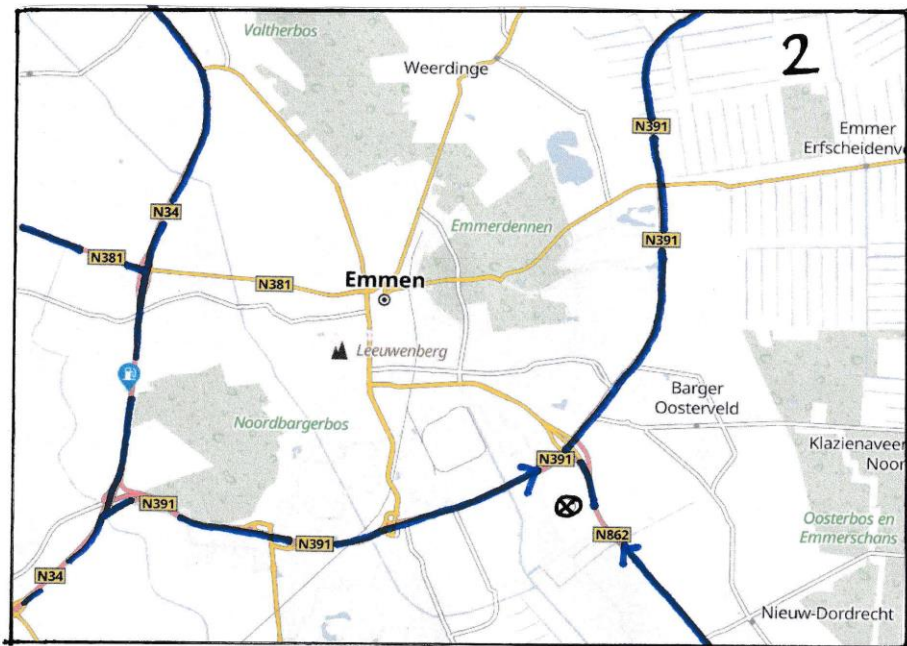 2
Valtherbos
Weerdinge
N391
Emmer
Erfscheidenve
N34
Emmerdennen
N391
N381
N381
Emmen
Leeuwenberg
Barger
Oosterveld
Noordbargerbos
Klazienaveen
Noor
N391
N391
Oosterbos en
Emmerschans
N391
N862
N34
Nieuw-Dordrecht